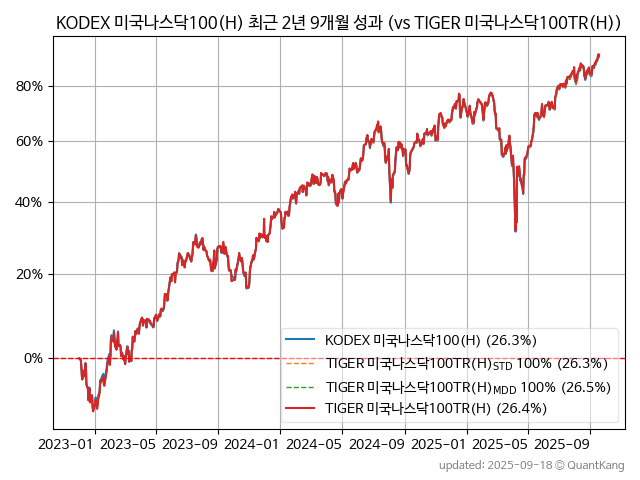 KODEX 미국나스닥100(H) 최근 2년 9개월 성과 (vs TIGER 미국나스닥100TR(H))
80%
60%
40%
20%
0%
KODEX 미국나스닥100(H) (26.3%)
TIGER 미국나스닥100TR(H)STD 100% (26.3%)
TIGER 미국나스닥100TR(H)MDD 100% (26.5%)
TIGER 미국나스닥100TR(H) (26.4%)
2023-01 2023-05 2023-09 2024-01 2024-05 2024-09 2025-01 2025-05 2025-09
updated: 2025-09-18 © QuantKang